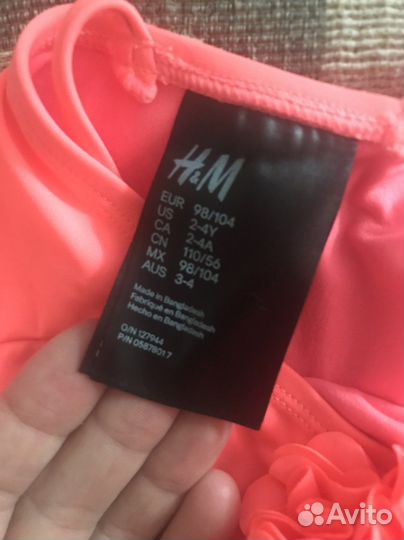 H&M
EUR 98/104
US 2-4Y
CA 2-4A
CN 110/56
MX 98/104
AUS 3-4
Made in Bangladesh
Fabriqué en Bangladesh
Hecho en Bangladesh
O/N 127944
P/N 0587801 7
Avito